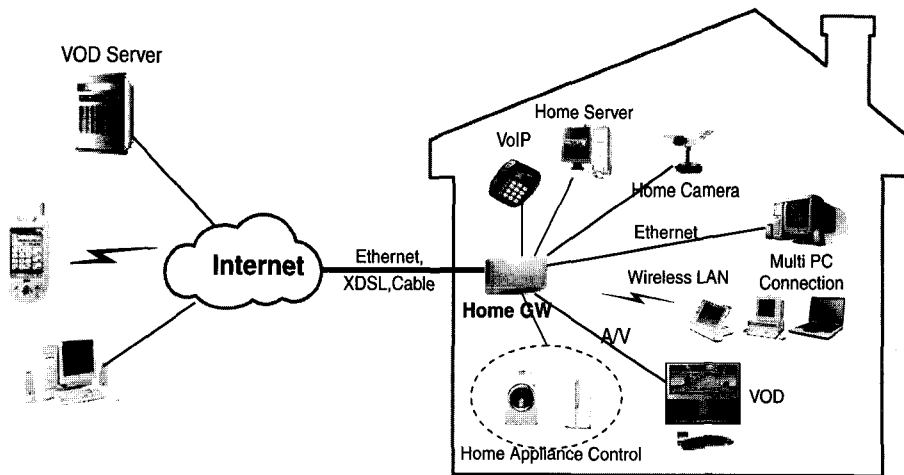 VOD Server
Internet
Ethernet,
XDSL,Cable
Home GW
VoIP
Home Server
Home Camera
Ethernet
Multi PC
Connection
Wireless LAN
A/V
VOD
Home Appliance Control